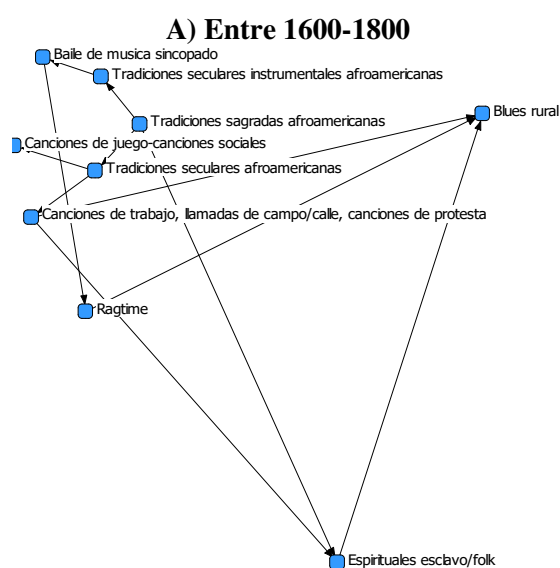 A) Entre 1600-1800
Baile de musica sincopado
Tradiciones seculares instrumentales afroamericanas
Tradiciones sagradas afroamericanas
Blues rural
Canciones de juego-canciones sociales
Tradiciones seculares afroamericanas
Canciones de trabajo, llamadas de campo/calle, canciones de protesta
Ragtime
Espirituales esclavo/folk